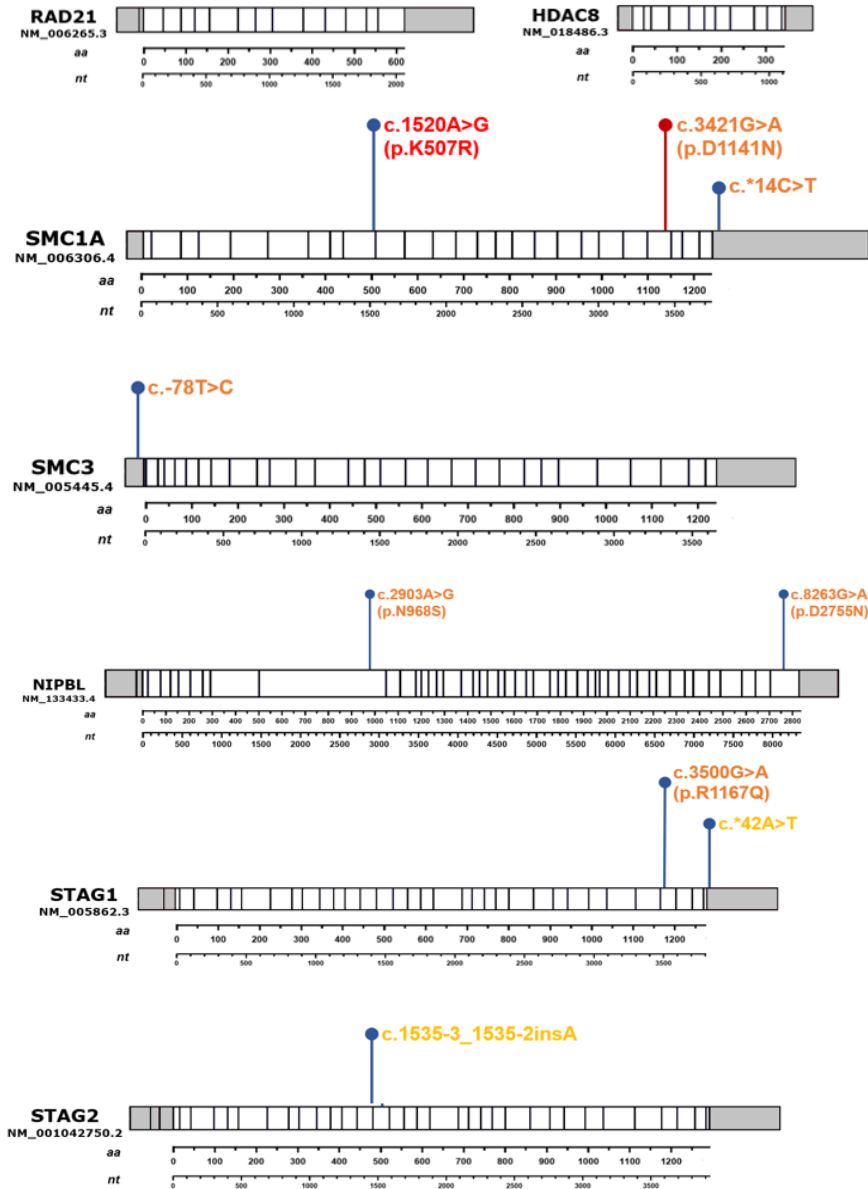 RAD21
NM_006265.3
aa
0 100 200 300 400 500 600
nt
0 500 1000 1500 2000
HDAC8
NM_018486.3
aa
0 100 200 300
nt
0 500 1000
c.1520A>G
(p.K507R)
c.3421G>A
(p.D1141N)
c.*14C>T
SMC1A
NM_006306.4
aa
0 100 200 300 400 500 600 700 800 900 1000 1100 1200
nt
0 500 1000 1500 2000 2500 3000 3500
c.-78T>C
SMC3
NM_005445.4
aa
0 100 200 300 400 500 600 700 800 900 1000 1100 1200
nt
0 500 1000 1500 2000 2500 3000 3500
c.2903A>G
(p.N968S)
c.8263G>A
(p.D2755N)
NIPBL
NM_133433.4
aa
0 100 200 300 400 500 600 700 800 900 1000 1100 1200 1300 1400 1500 1600 1700 1800 1900 2000 2100 2200 2300 2400 2500 2600 2700 2800
nt
0 500 1000 1500 2000 2500 3000 3500 4000 4500 5000 5500 6000 6500 7000 7500 8000
c.3500G>A
(p.R1167Q)
c.*42A>T
STAG1
NM_005862.3
aa
0 100 200 300 400 500 600 700 800 900 1000 1100 1200
nt
0 500 1000 1500 2000 2500 3000 3500
c.1535-3_1535-2insA
STAG2
NM_001042750.2
aa
0 100 200 300 400 500 600 700 800 900 1000 1100 1200
nt
0 500 1000 1500 2000 2500 3000 3500